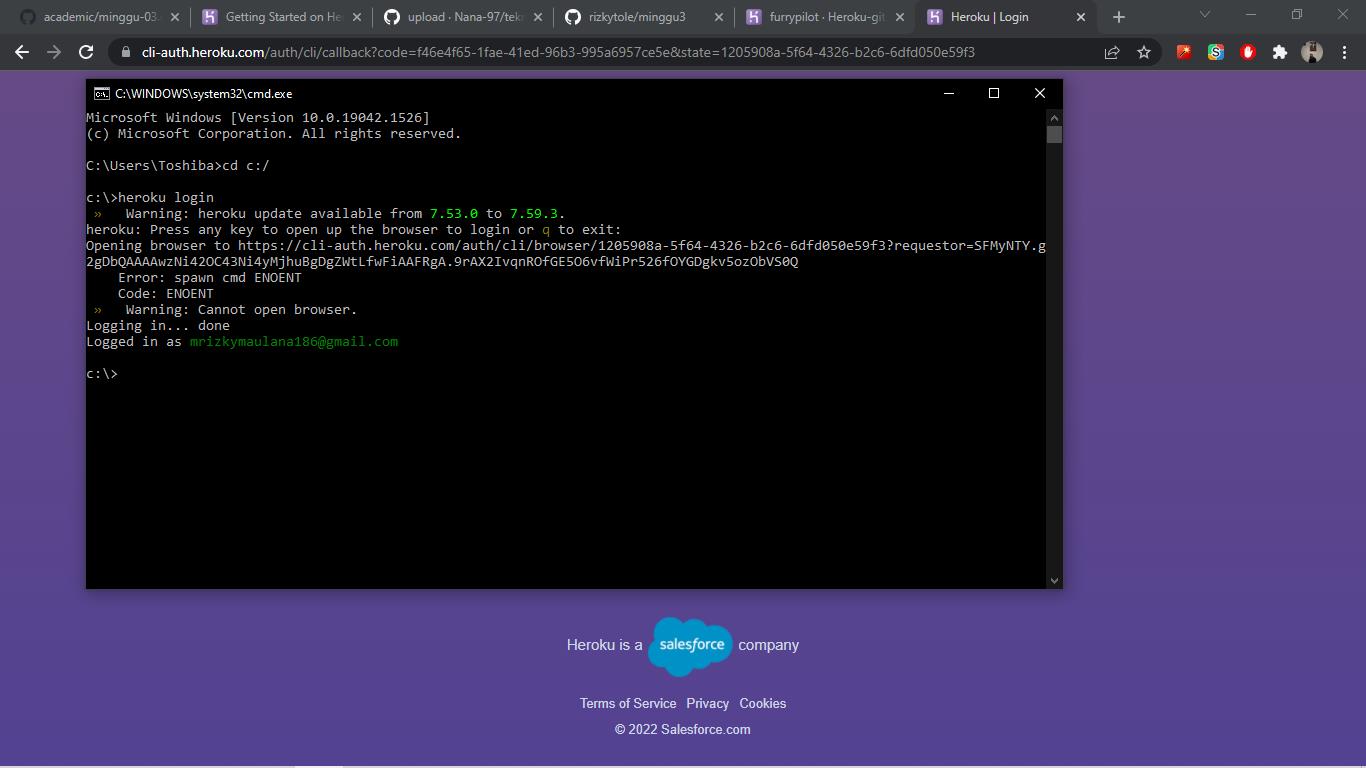 academic/minggu-03.
Getting Started on He
upload · Nana-97/tekn
rizkytole/minggu3
furrypilot · Heroku-git
Heroku | Login
cli-auth.heroku.com/auth/cli/callback?code=f46e4f65-1fae-41ed-96b3-995a6957ce5e&state=1205908a-5f64-4326-b2c6-6dfd050e59f3
C:\WINDOWS\system32\cmd.exe
Microsoft Windows [Version 10.0.19042.1526]
(c) Microsoft Corporation. All rights reserved.
C:\Users\Toshiba>cd c:/
c:\>heroku login
»   Warning: heroku update available from 7.53.0 to 7.59.3.
heroku: Press any key to open up the browser to login or q to exit:
Opening browser to https://cli-auth.heroku.com/auth/cli/browser/1205908a-5f64-4326-b2c6-6dfd050e59f3?requestor=SFMyNTY.g
2gDbQAAAAwzNi42OC43Ni4yMjhuBgDgZWtLfwFiAAFRgA.9rAX2IvqnROfGE5O6vfWiPr526fOYGDgkv5ozObVS0Q
Error: spawn cmd ENOENT
Code: ENOENT
»   Warning: Cannot open browser.
Logging in... done
Logged in as mrizkymaulana186@gmail.com
c:\>
Heroku is a salesforce company
Terms of Service Privacy Cookies
© 2022 Salesforce.com